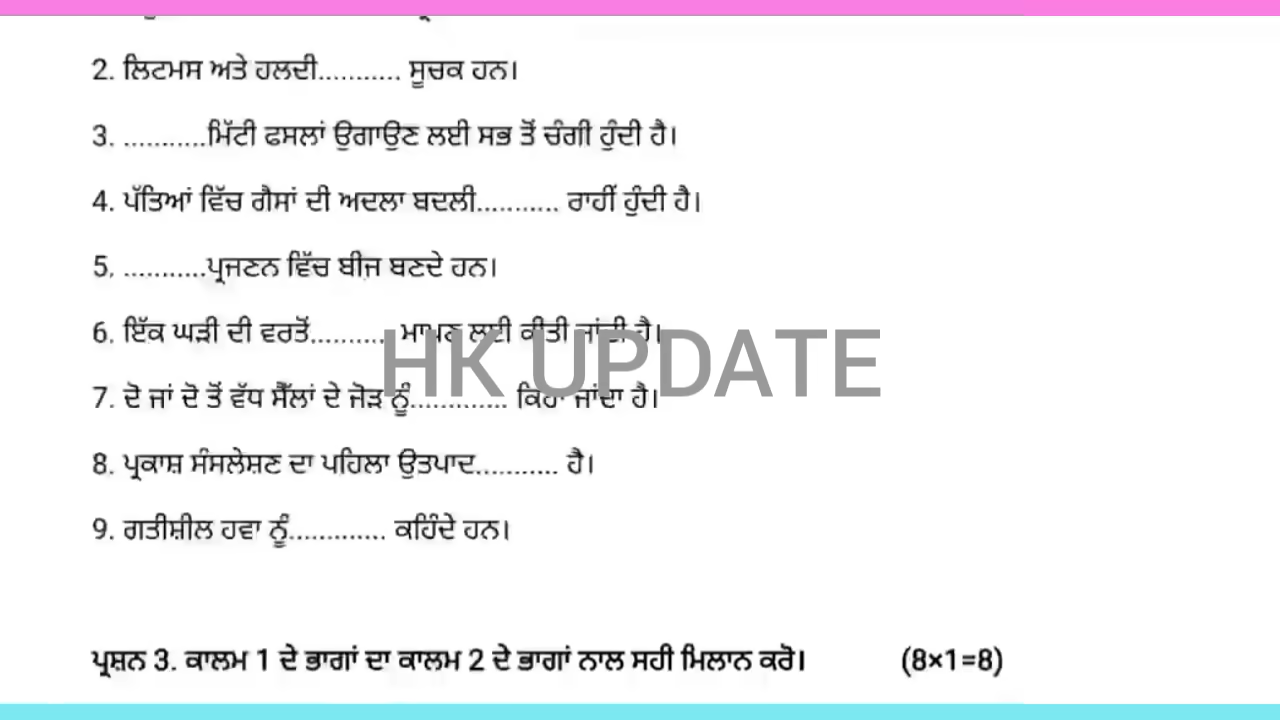 2. ਲਿਟਮਸ ਅਤੇ ਹਲਦੀ........... ਸੂਚਕ ਹਨ।
3. ...........ਮਿੱਟੀ ਫਸਲਾਂ ਉਗਾਉਣ ਲਈ ਸਭ ਤੋਂ ਚੰਗੀ ਹੁੰਦੀ ਹੈ।
4. ਪੱਤਿਆਂ ਵਿੱਚ ਗੈਸਾਂ ਦੀ ਅਦਲਾ ਬਦਲੀ........... ਰਾਹੀਂ ਹੁੰਦੀ ਹੈ।
5. ...........ਪ੍ਰਜਣਨ ਵਿੱਚ ਬੀਜ ਬਣਦੇ ਹਨ।
6. ਇੱਕ ਘੜੀ ਦੀ ਵਰਤੋਂ.......... ਮਾਪਣ ਲਈ ਕੀਤੀ ਜਾਂਦੀ ਹੈ।
HK UPDATE
7. ਦੋ ਜਾਂ ਦੋ ਤੋਂ ਵੱਧ ਸੈੱਲਾਂ ਦੇ ਜੋੜ ਨੂੰ............. ਕਿਹਾ ਜਾਂਦਾ ਹੈ।
8. ਪ੍ਰਕਾਸ਼ ਸੰਸਲੇਸ਼ਣ ਦਾ ਪਹਿਲਾ ਉਤਪਾਦ........... ਹੈ।
9. ਗਤੀਸ਼ੀਲ ਹਵਾ ਨੂੰ............. ਕਹਿੰਦੇ ਹਨ।
ਪ੍ਰਸ਼ਨ 3. ਕਾਲਮ 1 ਦੇ ਭਾਗਾਂ ਦਾ ਕਾਲਮ 2 ਦੇ ਭਾਗਾਂ ਨਾਲ ਸਹੀ ਮਿਲਾਨ ਕਰੋ। (8×1=8)